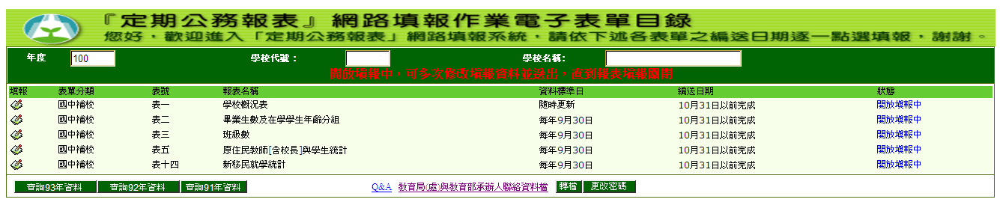 『定期公務報表』網路填報作業電子表單目錄
您好，歡迎進入「定期公務報表」網路填報系統，請依下述各表單之編送日期逐一點選填報，謝謝。
年度 100 學校代號： 學校名稱:
開放填報中，可多次修改填報資料並送出，直到報表填報關閉
填報 表單分類 表號 報表名稱 資料標準日 編送日期 狀態
國中補校 表一 學校概況表 隨時更新 10月31日以前完成 開放填報中
國中補校 表二 畢業生數及在學學生年齡分組 每年9月30日 10月31日以前完成 開放填報中
國中補校 表三 班級數 每年9月30日 10月31日以前完成 開放填報中
國中補校 表五 原住民教師[含校長]與學生統計 每年9月30日 10月31日以前完成 開放填報中
國中補校 表十四 新移民就學統計 每年9月30日 10月31日以前完成 開放填報中
查詢93年資料 查詢92年資料 查詢91年資料 Q&A 教育局(處)與教育部承辦人聯絡資料檔 轉檔 更改密碼